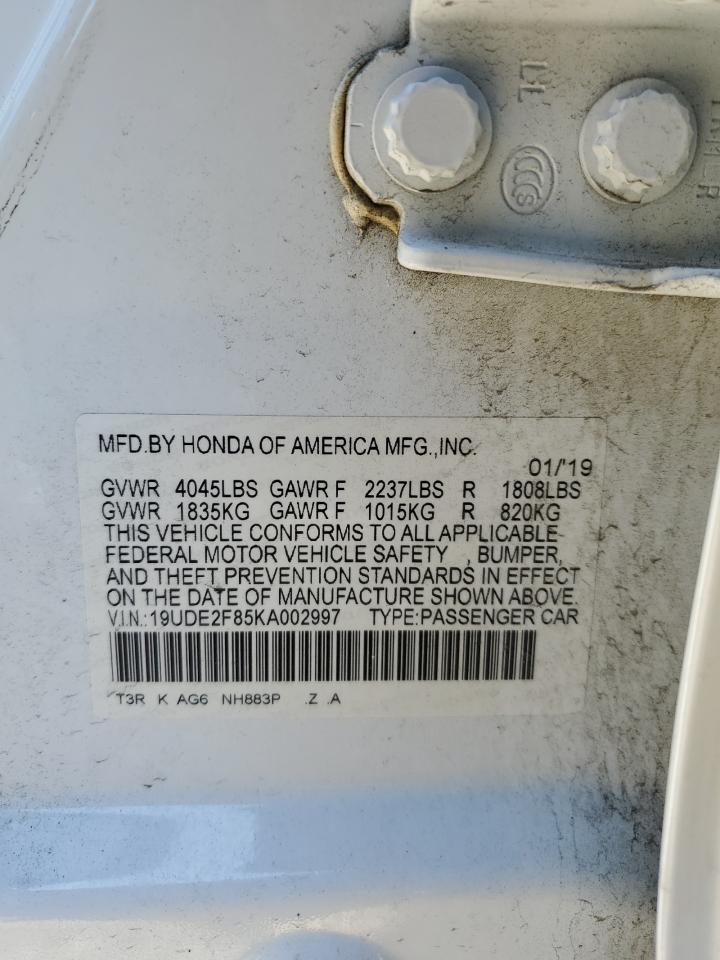 LL
CCC
S
MFD.BY HONDA OF AMERICA MFG.,INC.
01/'19
GVWR 4045LBS GAWR F 2237LBS R 1808LBS
GVWR 1835KG GAWR F 1015KG R 820KG
THIS VEHICLE CONFORMS TO ALL APPLICABLE
FEDERAL MOTOR VEHICLE SAFETY , BUMPER,
AND THEFT PREVENTION STANDARDS IN EFFECT
ON THE DATE OF MANUFACTURE SHOWN ABOVE.
V.I.N.:19UDE2F85KA002997 TYPE:PASSENGER CAR
T3R K AG6 NH883P .Z .A